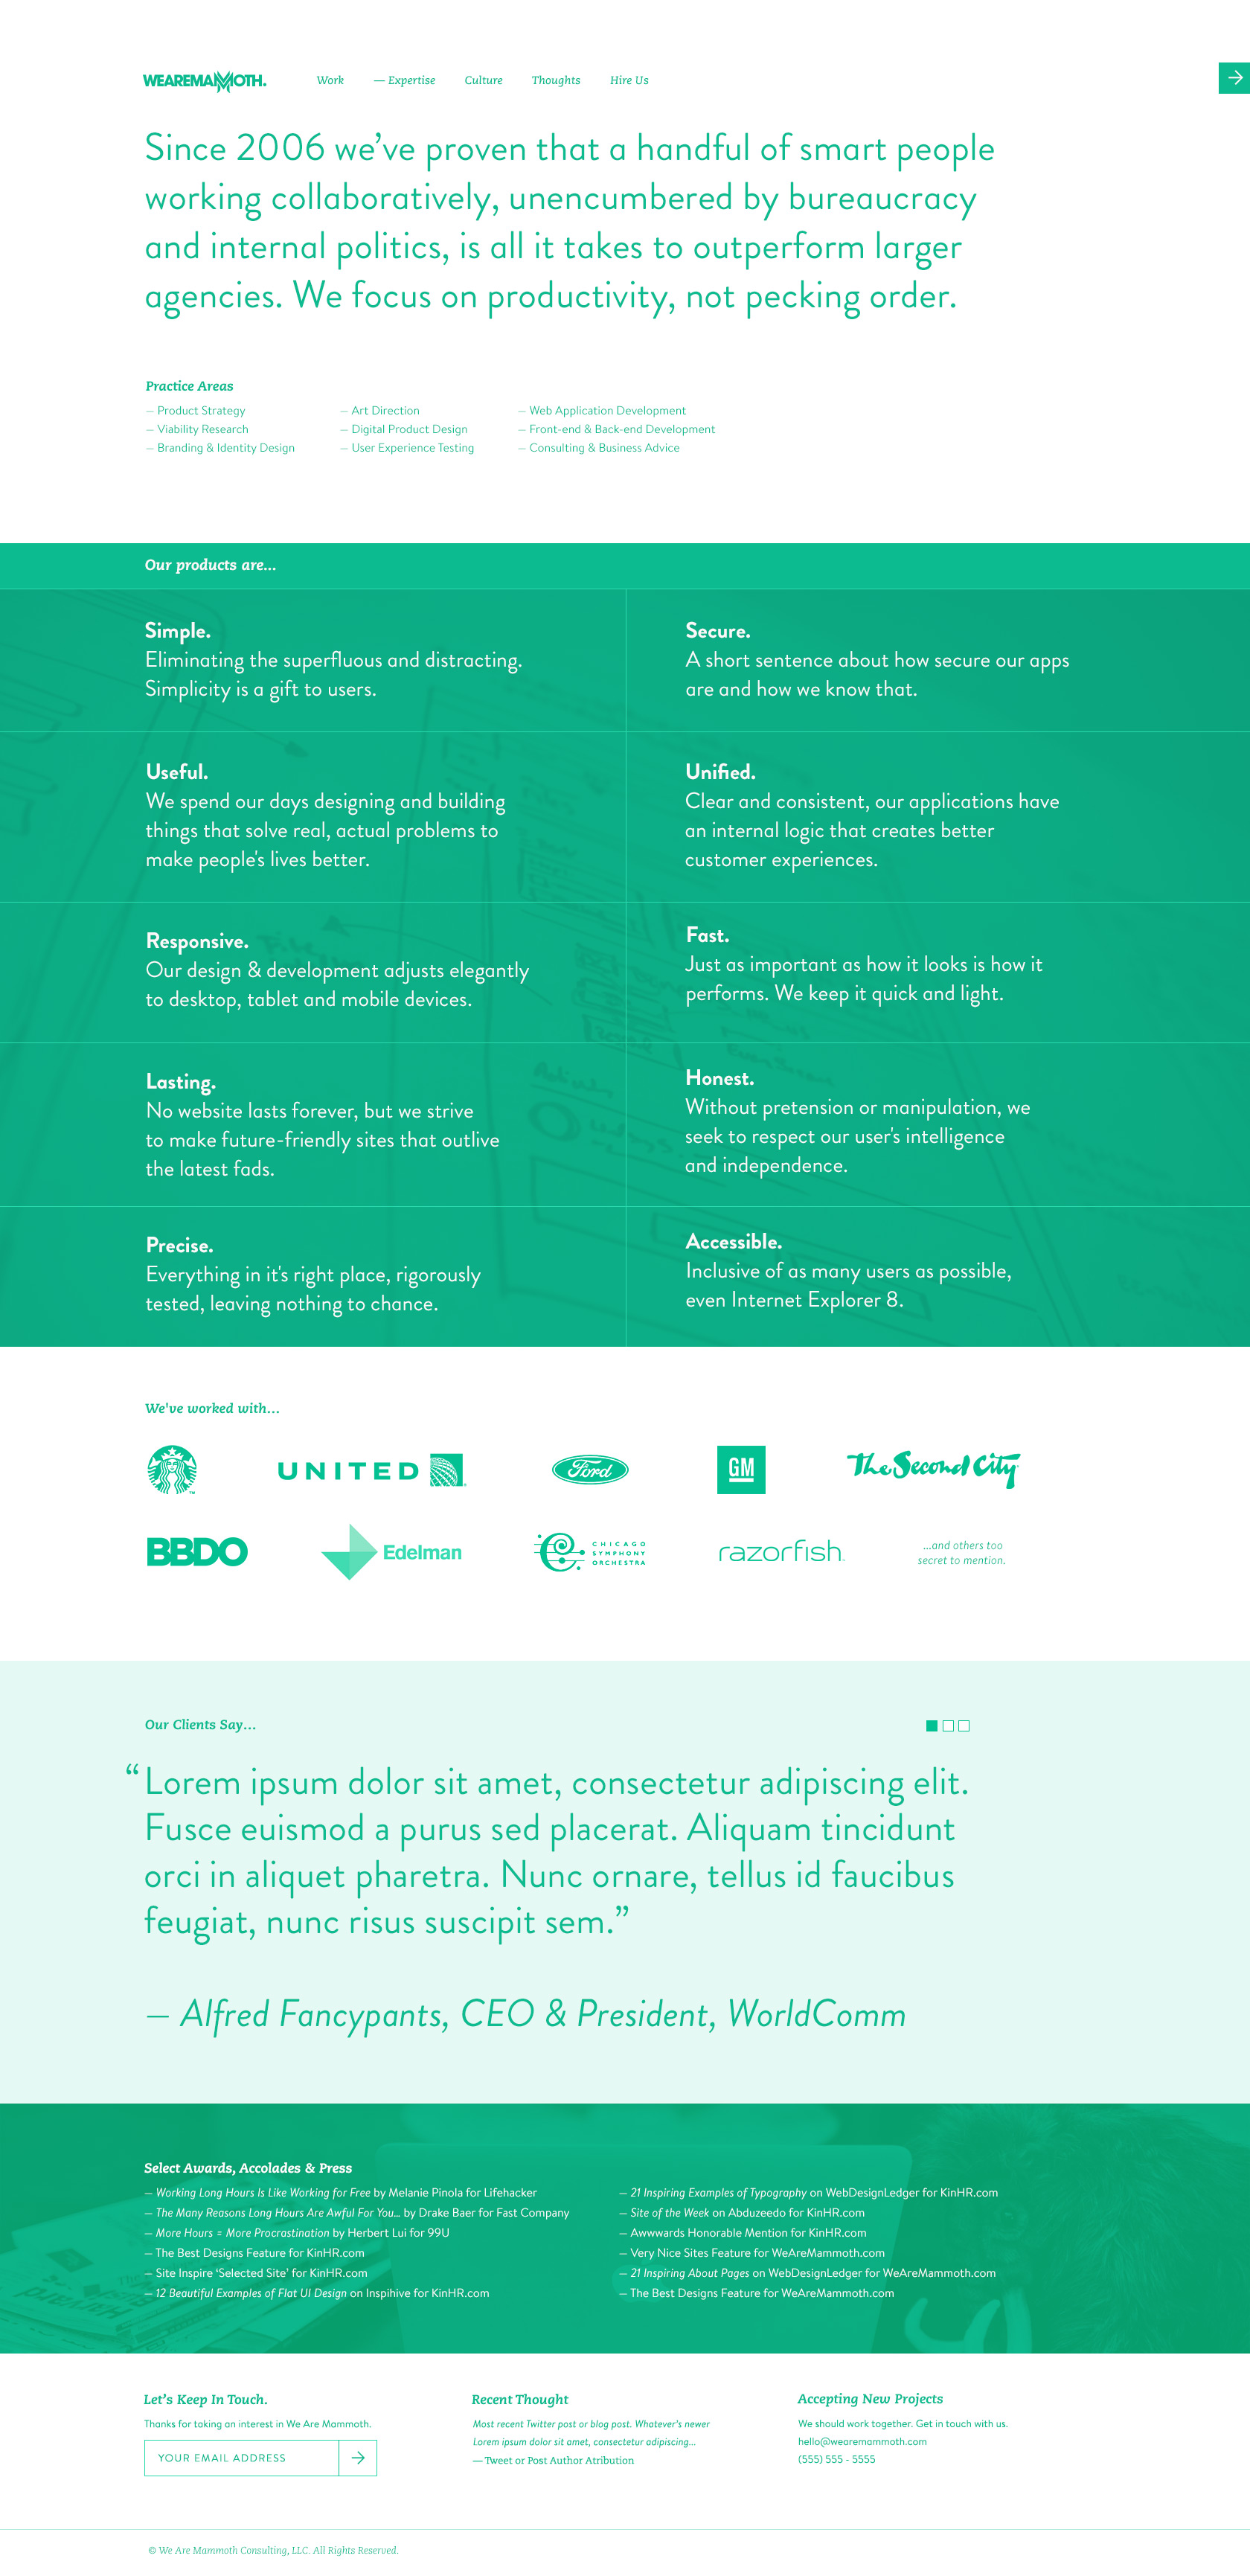 WEAREMAMMOTH.
Work — Expertise Culture Thoughts Hire Us
Since 2006 we’ve proven that a handful of smart people
working collaboratively, unencumbered by bureaucracy
and internal politics, is all it takes to outperform larger
agencies. We focus on productivity, not pecking order.
Practice Areas
— Product Strategy
— Viability Research
— Branding & Identity Design
— Art Direction
— Digital Product Design
— User Experience Testing
— Web Application Development
— Front-end & Back-end Development
— Consulting & Business Advice
Our products are...
Simple.
Eliminating the superfluous and distracting.
Simplicity is a gift to users.
Secure.
A short sentence about how secure our apps
are and how we know that.
Useful.
We spend our days designing and building
things that solve real, actual problems to
make people's lives better.
Unified.
Clear and consistent, our applications have
an internal logic that creates better
customer experiences.
Responsive.
Our design & development adjusts elegantly
to desktop, tablet and mobile devices.
Fast.
Just as important as how it looks is how it
performs. We keep it quick and light.
Lasting.
No website lasts forever, but we strive
to make future-friendly sites that outlive
the latest fads.
Honest.
Without pretension or manipulation, we
seek to respect our user's intelligence
and independence.
Precise.
Everything in it's right place, rigorously
tested, leaving nothing to chance.
Accessible.
Inclusive of as many users as possible,
even Internet Explorer 8.
We've worked with...
UNITED
Ford
GM
The Second City
BBDO
Edelman
CHICAGO
SYMPHONY
ORCHESTRA
razorfish
...and others too
secret to mention.
Our Clients Say...
“Lorem ipsum dolor sit amet, consectetur adipiscing elit.
Fusce euismod a purus sed placerat. Aliquam tincidunt
orci in aliquet pharetra. Nunc ornare, tellus id faucibus
feugiat, nunc risus suscipit sem.”
— Alfred Fancypants, CEO & President, WorldComm
Select Awards, Accolades & Press
— Working Long Hours Is Like Working for Free by Melanie Pinola for Lifehacker
— The Many Reasons Long Hours Are Awful For You... by Drake Baer for Fast Company
— More Hours = More Procrastination by Herbert Lui for 99U
— The Best Designs Feature for KinHR.com
— Site Inspire ‘Selected Site’ for KinHR.com
— 12 Beautiful Examples of Flat UI Design on Inspihive for KinHR.com
— 21 Inspiring Examples of Typography on WebDesignLedger for KinHR.com
— Site of the Week on Abduzeedo for KinHR.com
— Awwwards Honorable Mention for KinHR.com
— Very Nice Sites Feature for WeAreMammoth.com
— 21 Inspiring About Pages on WebDesignLedger for WeAreMammoth.com
— The Best Designs Feature for WeAreMammoth.com
Let’s Keep In Touch.
Thanks for taking an interest in We Are Mammoth.
YOUR EMAIL ADDRESS
Recent Thought
Most recent Twitter post or blog post. Whatever’s newer
Lorem ipsum dolor sit amet, consectetur adipiscing...
— Tweet or Post Author Atribution
Accepting New Projects
We should work together. Get in touch with us.
hello@wearemammoth.com
(555) 555 - 5555
© We Are Mammoth Consulting, LLC. All Rights Reserved.